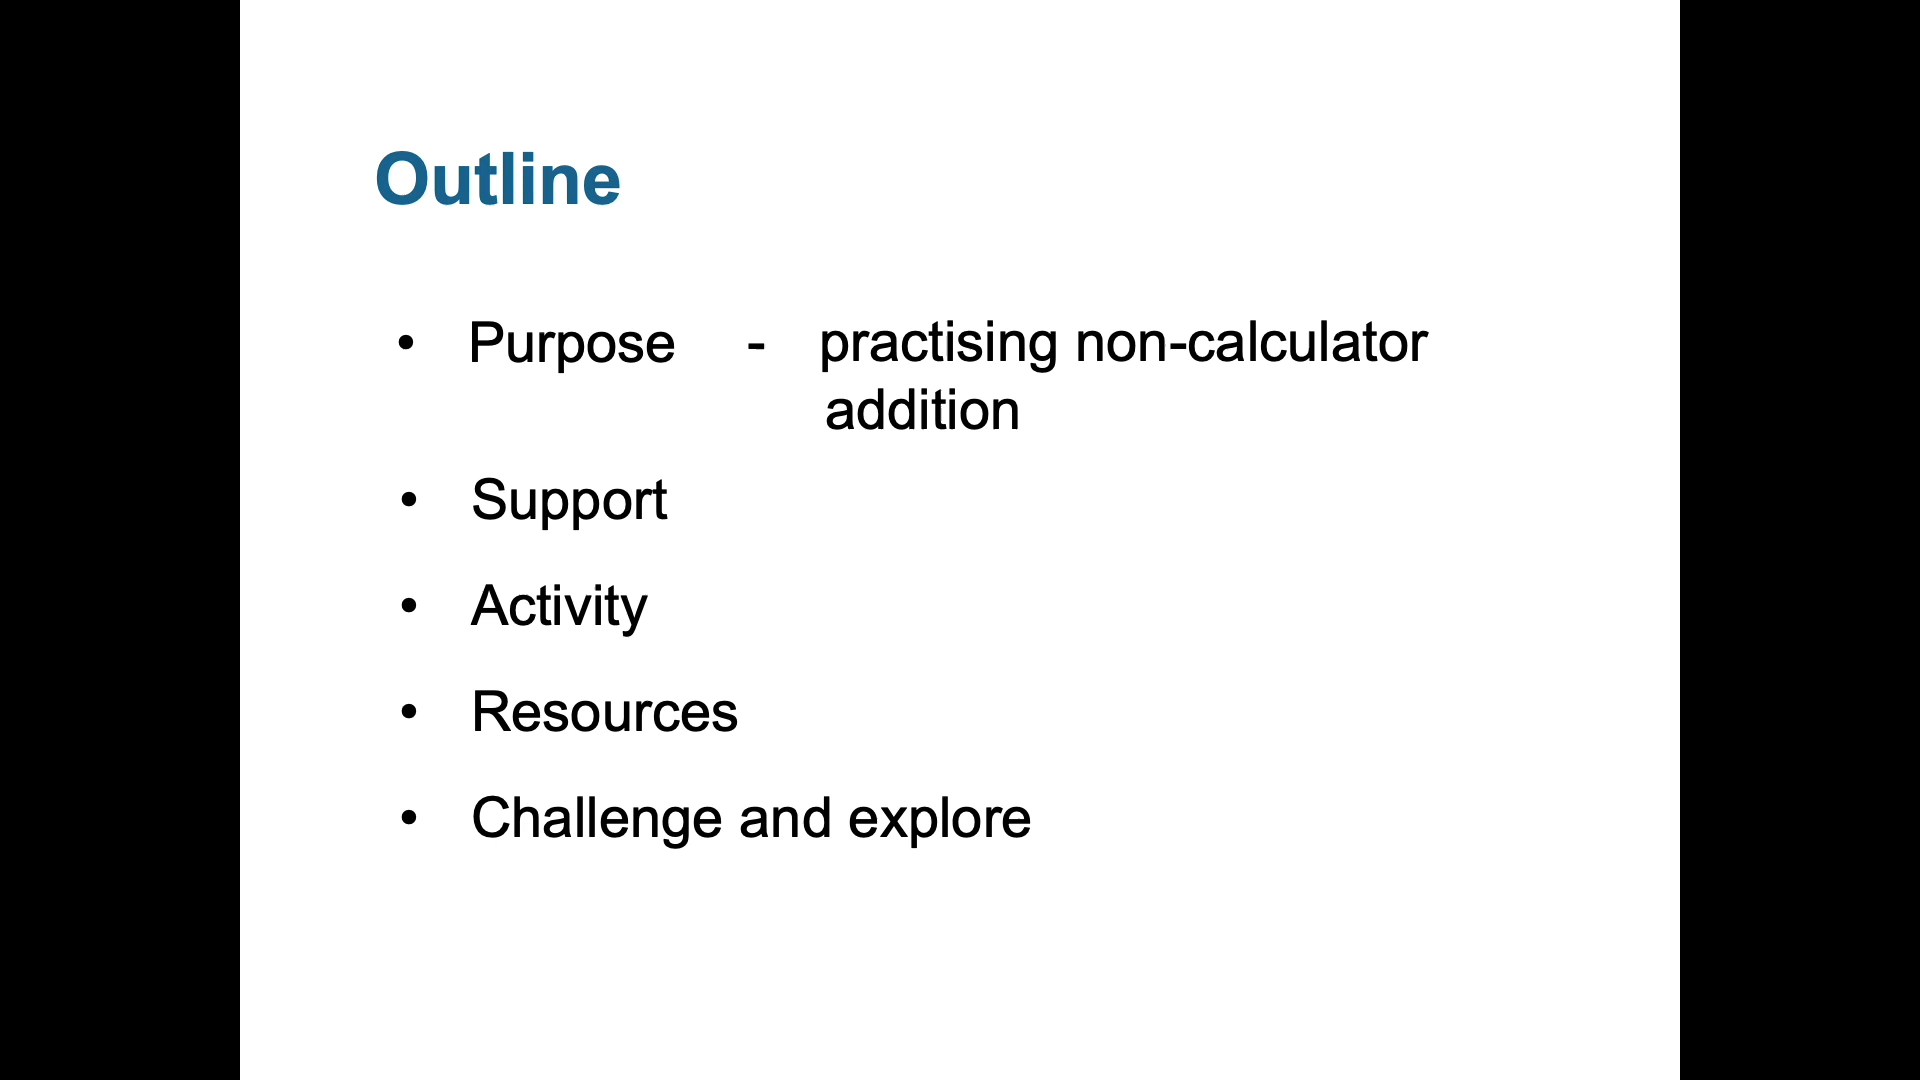 Outline
• Purpose - practising non-calculator
addition
• Support
• Activity
• Resources
• Challenge and explore